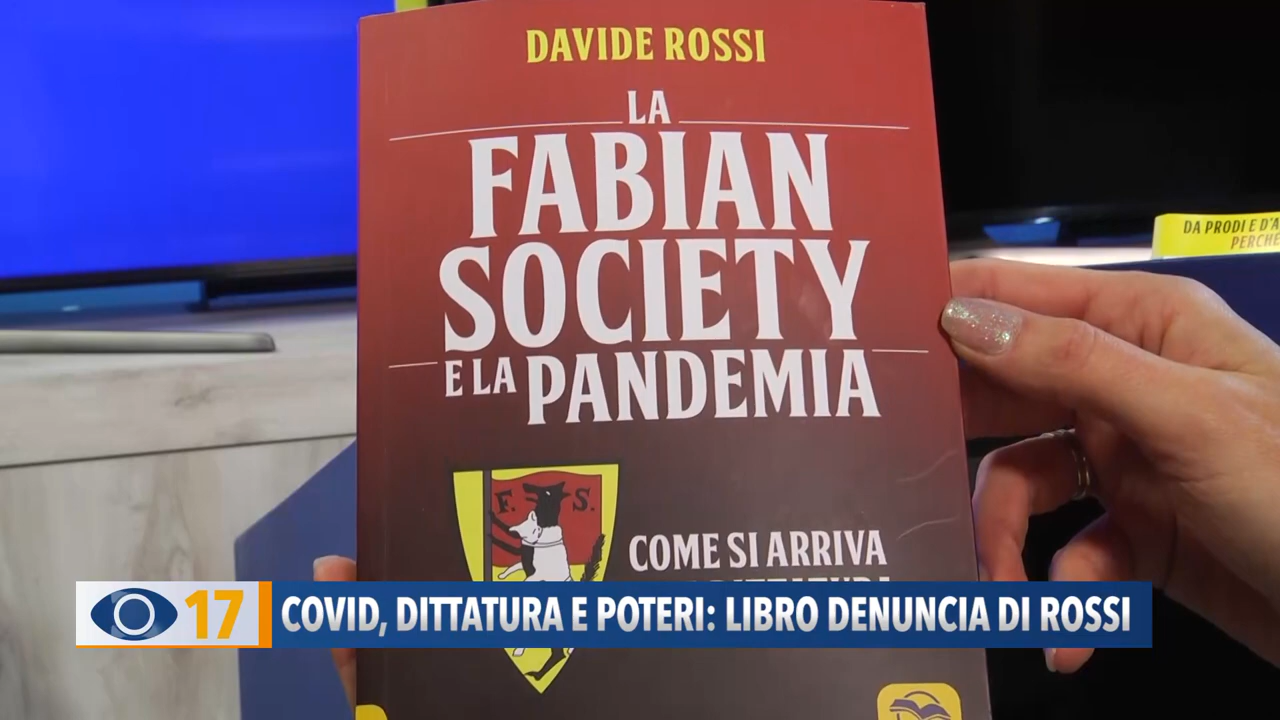 DAVIDE ROSSI
LA
FABIAN
SOCIETY
E LA PANDEMIA
F. S.
COME SI ARRIVA
DA PRODI E D'A
PERCHÉ
17 COVID, DITTATURA E POTERI: LIBRO DENUNCIA DI ROSSI